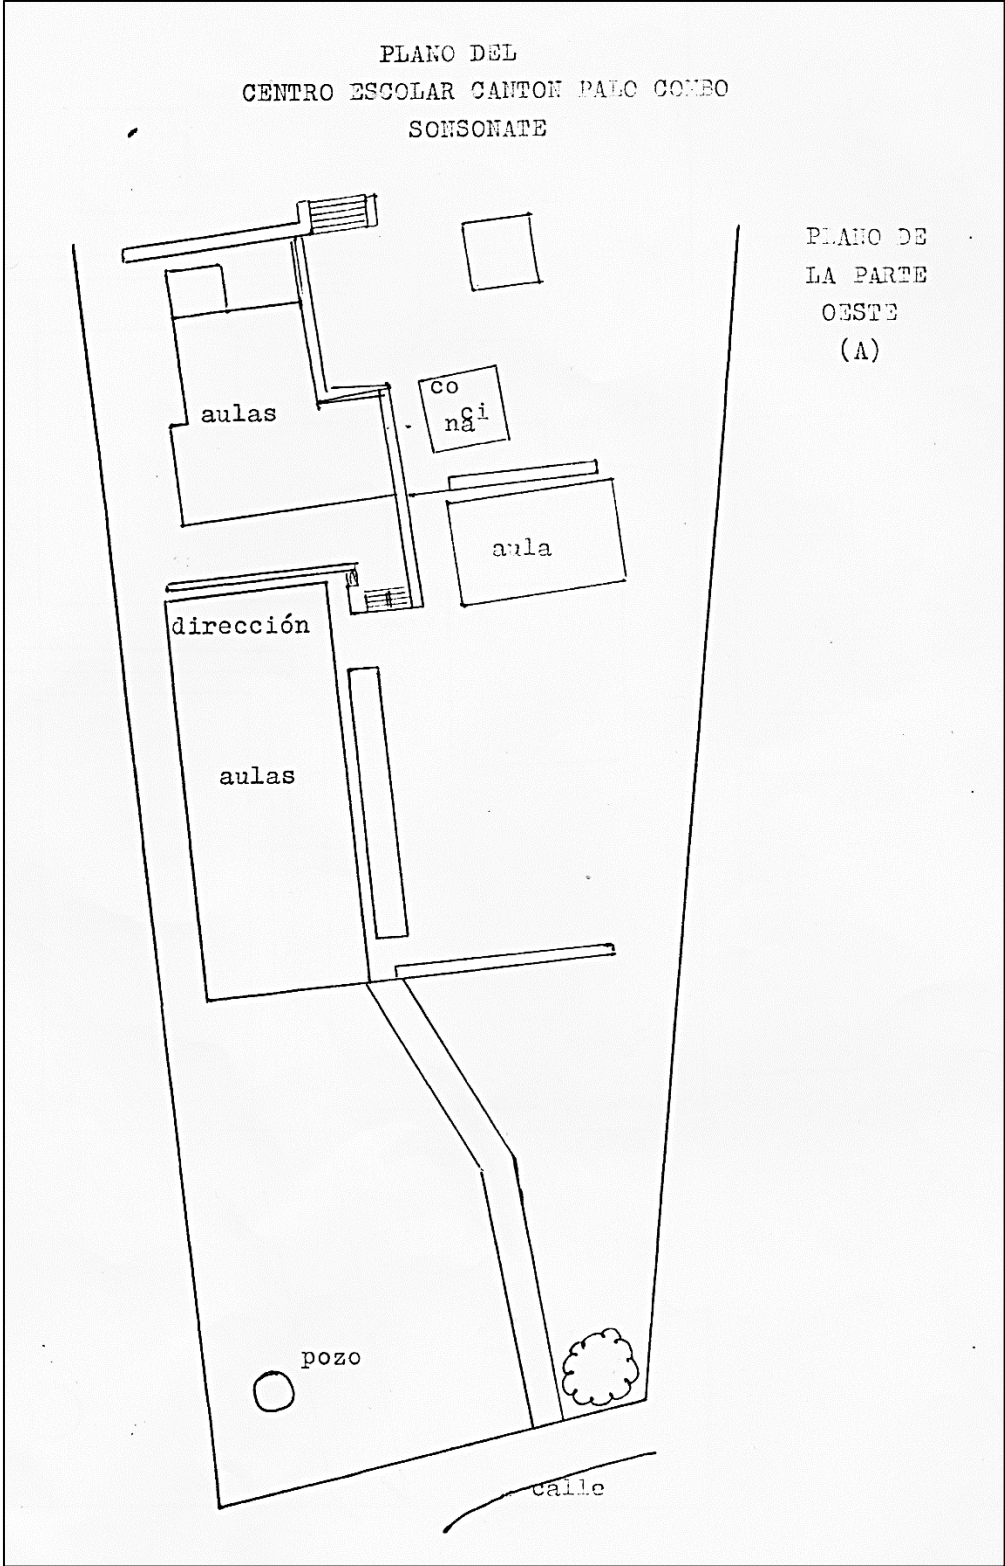 PLANO DEL
CENTRO ESCOLAR CANTON PALO COMBO
SONSONATE
PLANO DE
LA PARTE
OESTE
(A)
co
ci
na
aulas
aula
dirección
aulas
pozo
calle